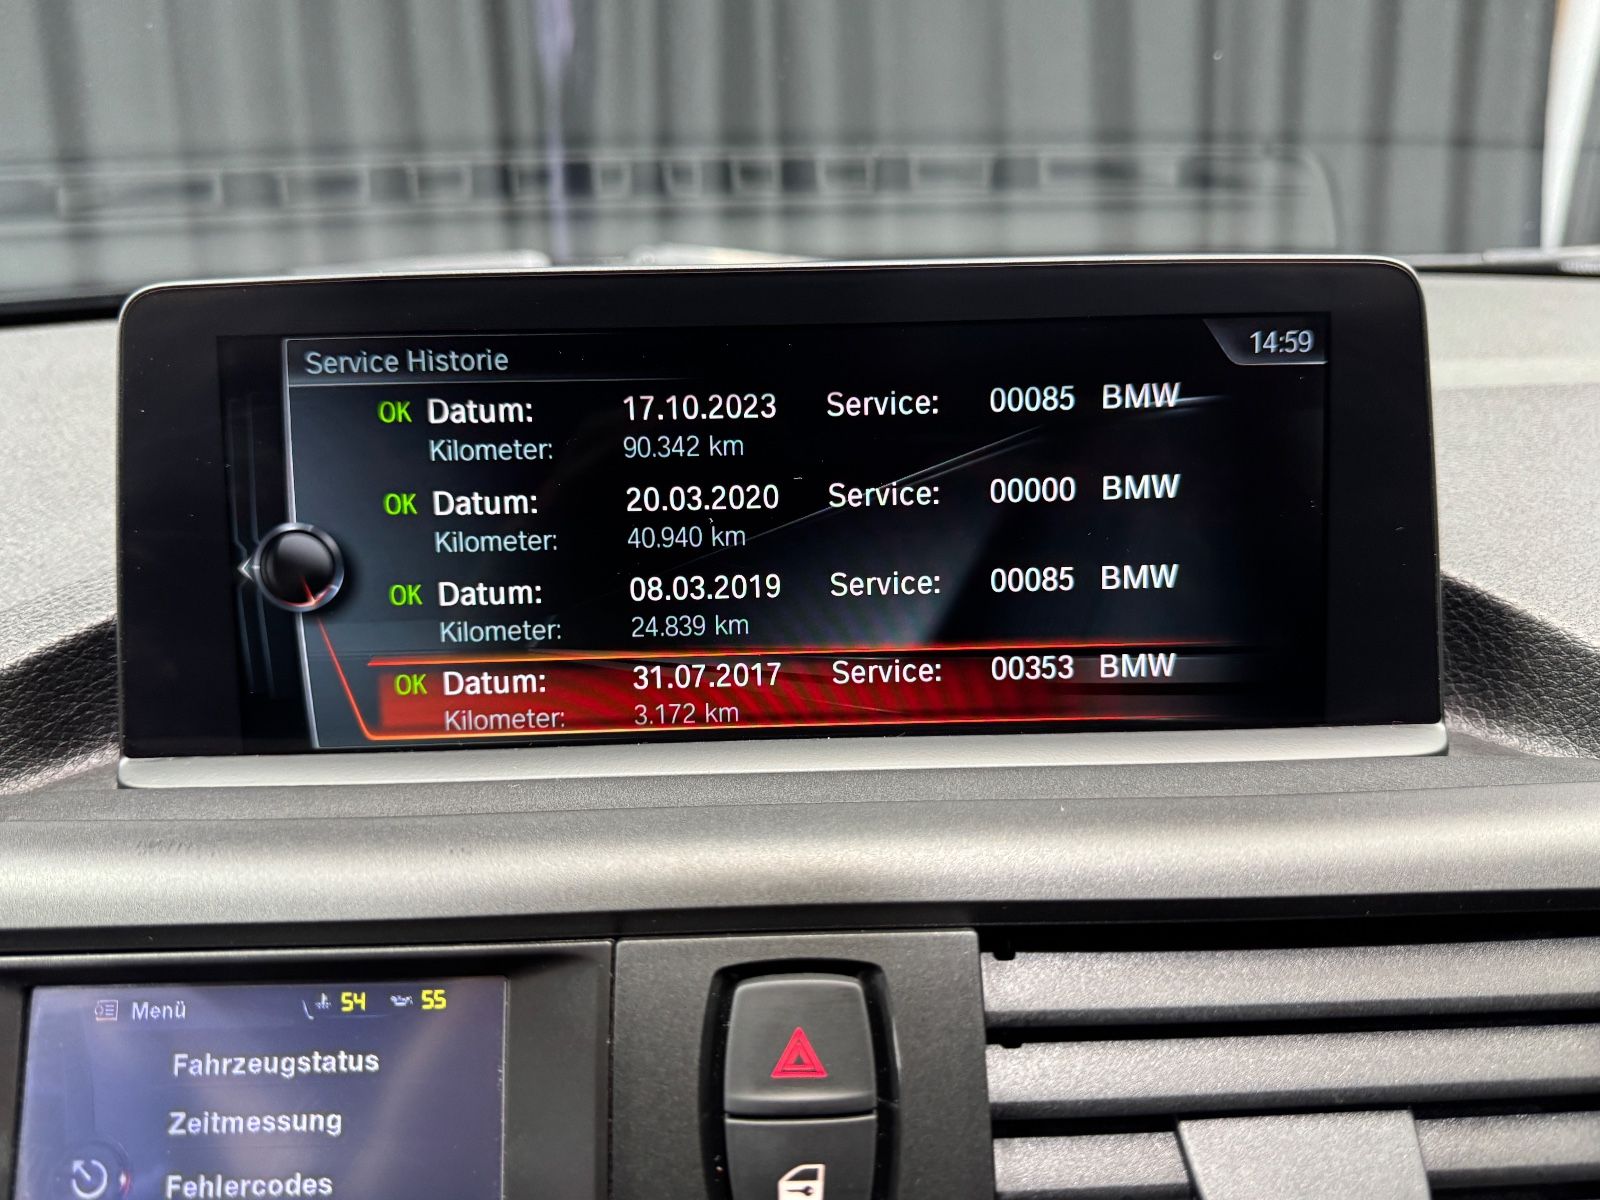 Service Historie 14:59
OK Datum: 17.10.2023 Service: 00085 BMW
Kilometer: 90.342 km
OK Datum: 20.03.2020 Service: 00000 BMW
Kilometer: 40.940 km
OK Datum: 08.03.2019 Service: 00085 BMW
Kilometer: 24.839 km
OK Datum: 31.07.2017 Service: 00353 BMW
Kilometer: 3.172 km
Menü 54 55
Fahrzeugstatus
Zeitmessung
Fehlercodes